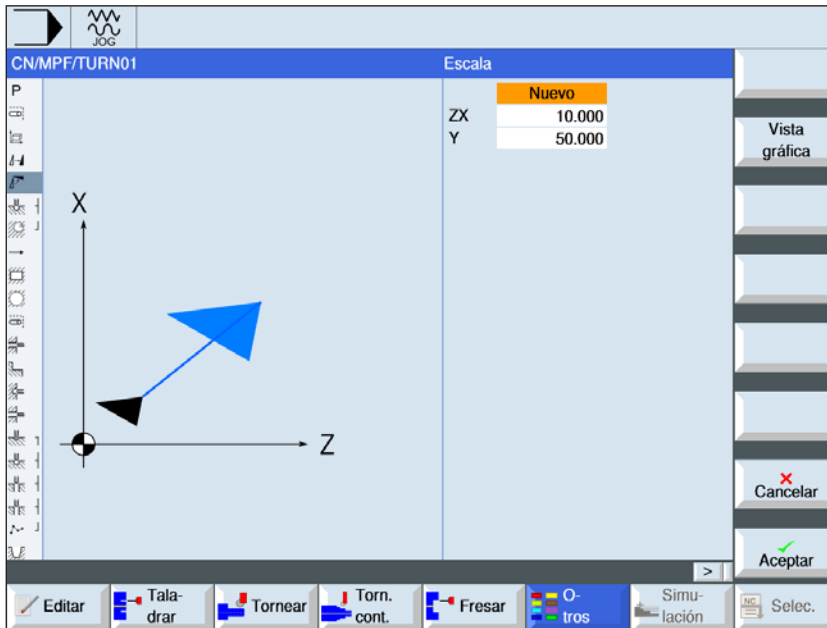 JOG
CN/MPF/TURN01
Escala
P
Nuevo
ZX 10.000
Y 50.000
X
Z
Vista
gráfica
Cancelar
Aceptar
>
Editar
Tala-
drar
Tornear
Torn.
cont.
Fresar
O-
tros
Simu-
lación
NC
Selec.